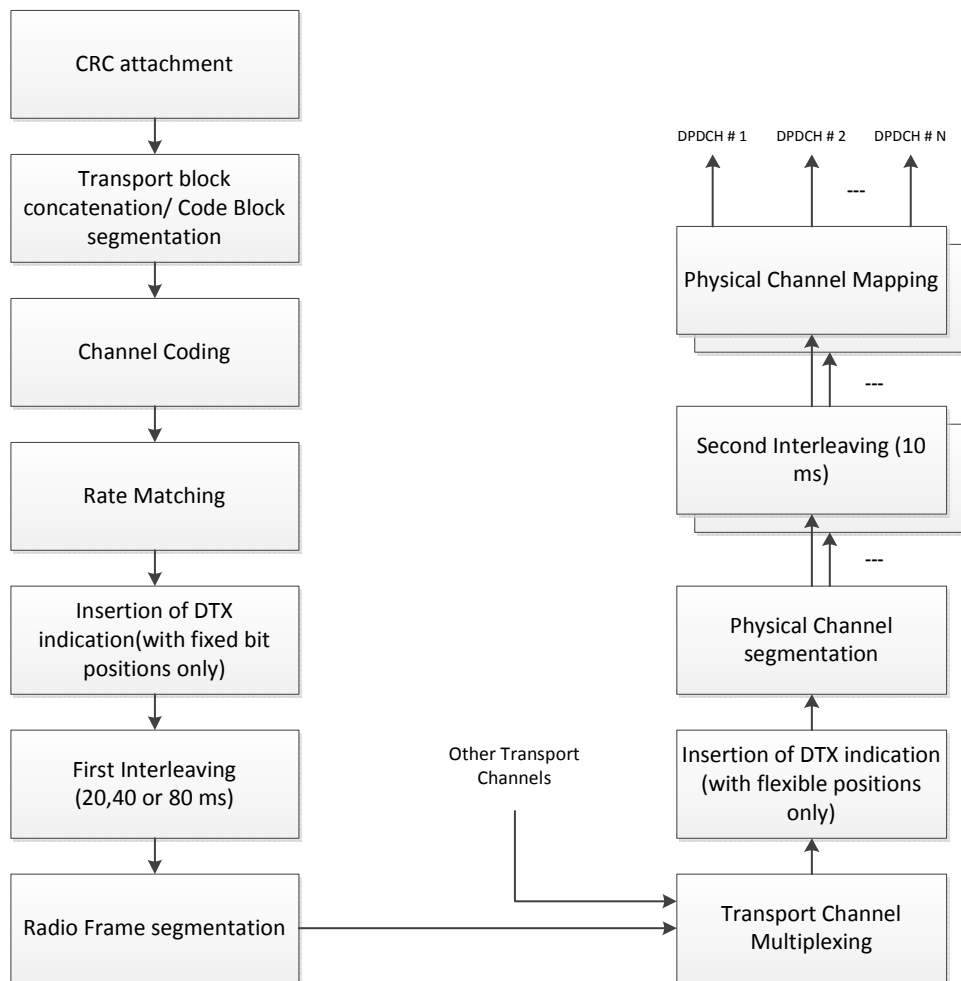 CRC attachment
Transport block
concatenation/ Code Block
segmentation
Channel Coding
Rate Matching
Insertion of DTX
indication(with fixed bit
positions only)
First Interleaving
(20,40 or 80 ms)
Radio Frame segmentation
Other Transport
Channels
DPDCH # 1 DPDCH # 2 DPDCH # N
---
Physical Channel Mapping
---
Second Interleaving (10
ms)
---
Physical Channel
segmentation
Insertion of DTX indication
(with flexible positions
only)
Transport Channel
Multiplexing